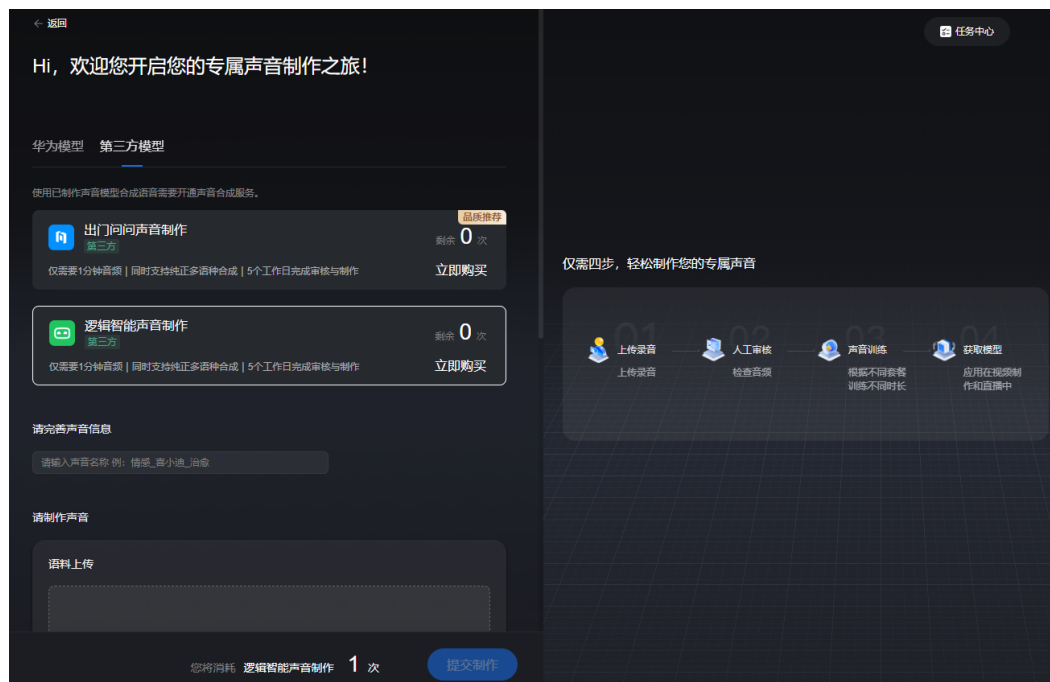 ← 返回
任务中心
Hi，欢迎您开启您的专属声音制作之旅！
华为模型 第三方模型
使用已制作声音模型合成语音需要开通声音合成服务。
品质推荐
出门问问声音制作
第三方
剩余 0 次
仅需要1分钟音频 | 同时支持纯正多语种合成 | 5个工作日完成审核与制作
立即购买
逻辑智能声音制作
第三方
剩余 0 次
仅需要1分钟音频 | 同时支持纯正多语种合成 | 5个工作日完成审核与制作
立即购买
请完善声音信息
请输入声音名称 例：情感_喜小迪_治愈
请制作声音
语料上传
您将消耗 逻辑智能声音制作 1 次
提交制作
仅需四步，轻松制作您的专属声音
01
上传录音
上传录音
02
人工审核
检查音频
03
声音训练
根据不同套餐
训练不同时长
04
获取模型
应用在视频制
作和直播中